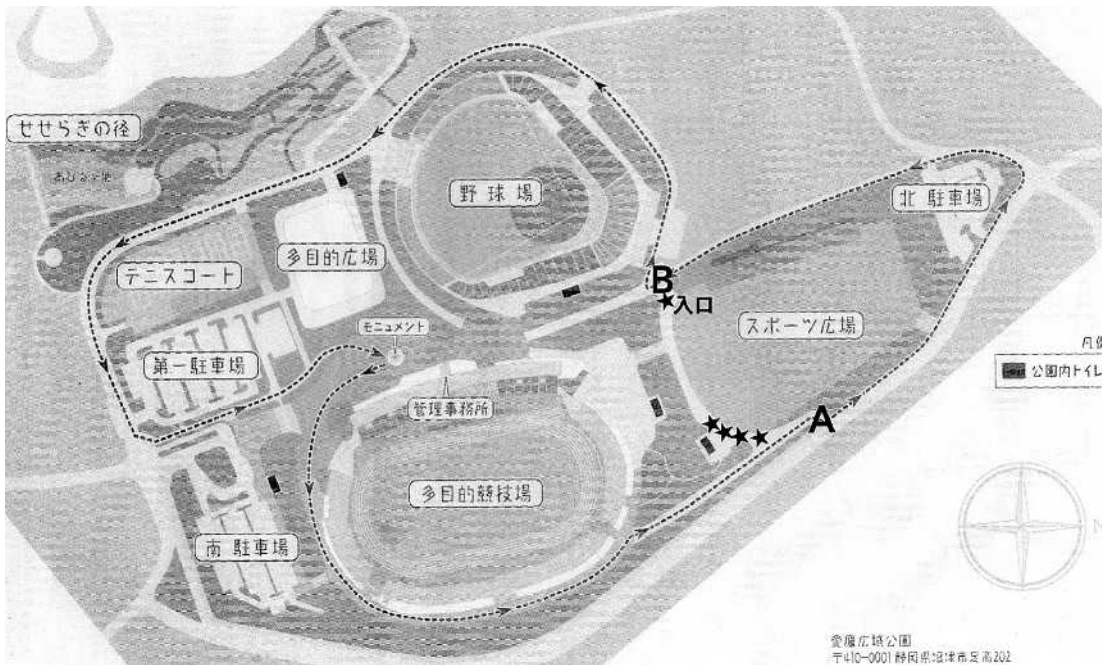 せせらぎの径
野球場
北駐車場
多目的広場
テニスコート
B
★入口
スポーツ広場
モニュメント
第一駐車場
公園内トイレ
管理事務所
A
★★★★
多目的競技場
南駐車場
N
愛鷹広域公園
〒410-0001 静岡県沼津市足高202